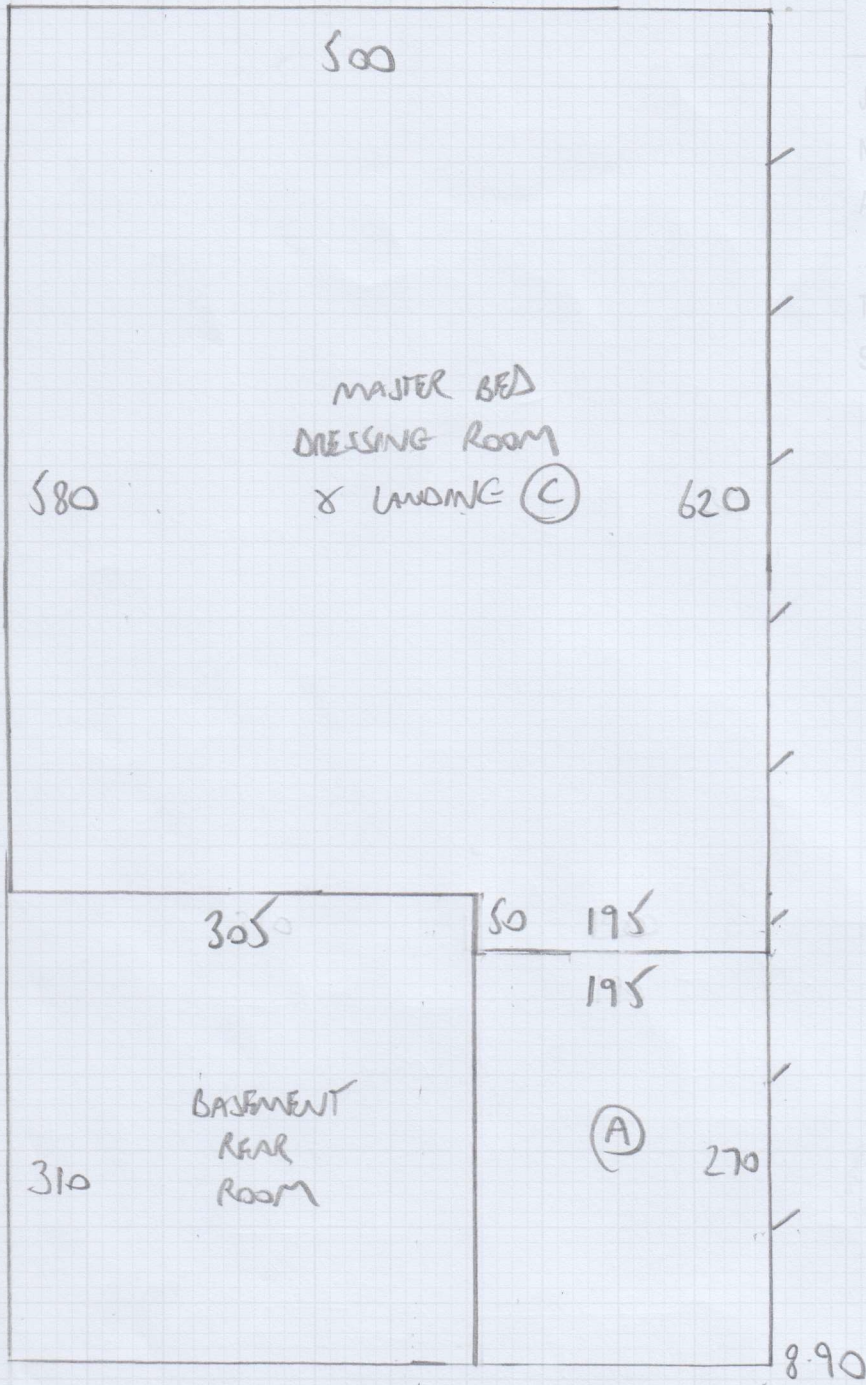 500
MASTER BED
DRESSING ROOM
& LANDING C
580
620
305
50
195
195
BASEMENT
REAR
ROOM
A
310
270
8.90